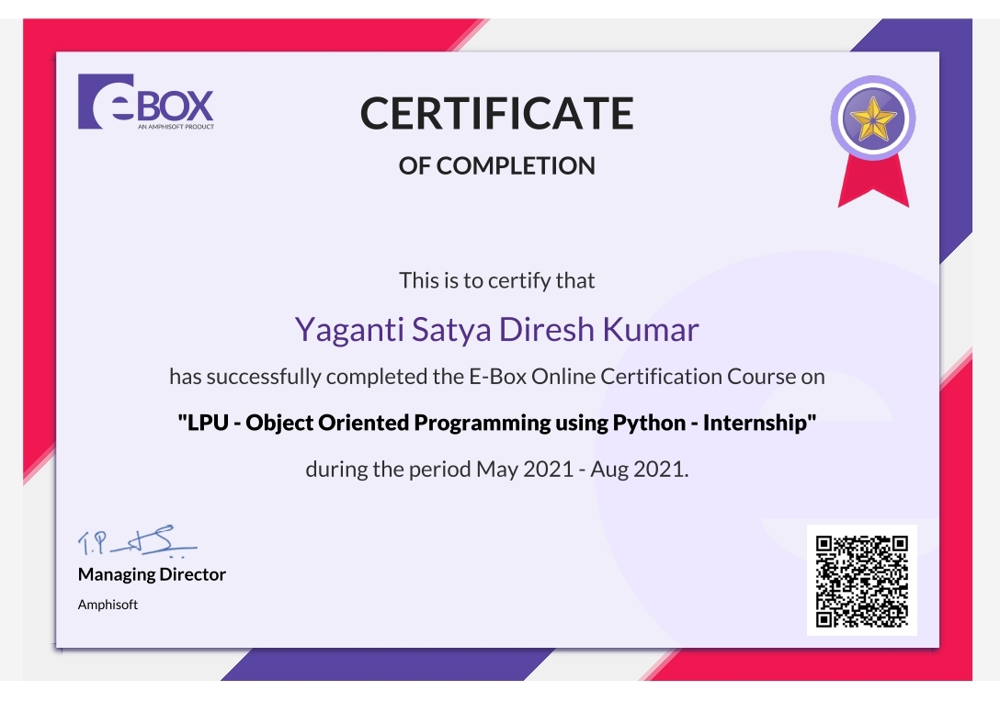 eBOX
AN AMPHISOFT PRODUCT
CERTIFICATE
OF COMPLETION
This is to certify that
Yaganti Satya Diresh Kumar
has successfully completed the E-Box Online Certification Course on
"LPU - Object Oriented Programming using Python - Internship"
during the period May 2021 - Aug 2021.
T.P
Managing Director
Amphisoft